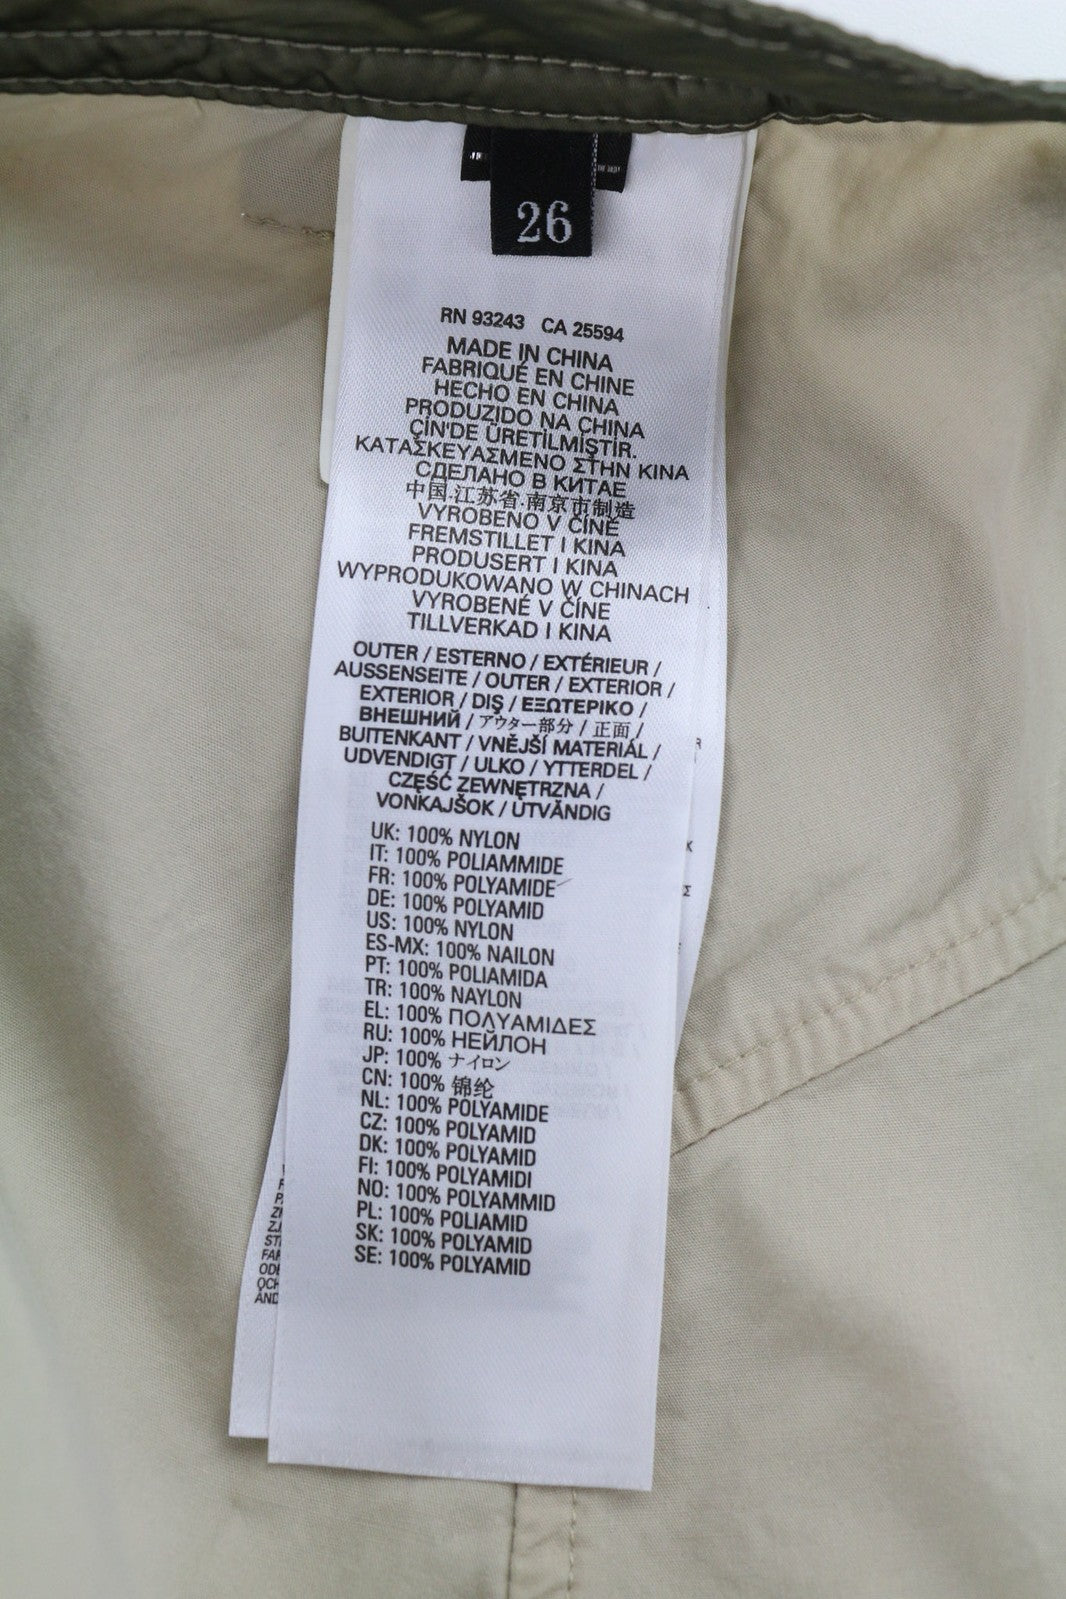 26
RN 93243 CA 25594
MADE IN CHINA
FABRIQUÉ EN CHINE
HECHO EN CHINA
PRODUZIDO NA CHINA
ÇİN'DE ÜRETİLMİŞTİR.
ΚΑΤΑΣΚΕΥΑΣΜΕΝΟ ΣΤΗΝ ΚΙΝΑ
СДЕЛАНО В КИТАЕ
中国.江苏省.南京市制造
VYROBENO V ČÍNĚ
FREMSTILLET I KINA
PRODUSERT I KINA
WYPRODUKOWANO W CHINACH
VYROBENÉ V ČÍNE
TILLVERKAD I KINA
OUTER / ESTERNO / EXTÉRIEUR /
AUSSENSEITE / OUTER / EXTERIOR /
EXTERIOR / DIŞ / ΕΞΩΤΕΡΙΚΟ /
ВНЕШНИЙ / アウター部分 / 正面 /
BUITENKANT / VNĚJŠÍ MATERIÁL /
UDVENDIGT / ULKO / YTTERDEL /
CZĘŚĆ ZEWNĘTRZNA /
VONKAJŠOK / UTVÄNDIG
UK: 100% NYLON
IT: 100% POLIAMMIDE
FR: 100% POLYAMIDE
DE: 100% POLYAMID
US: 100% NYLON
ES-MX: 100% NAILON
PT: 100% POLIAMIDA
TR: 100% NAYLON
EL: 100% ΠΟΛΥΑΜΙΔΕΣ
RU: 100% НЕЙЛОН
JP: 100% ナイロン
CN: 100% 锦纶
NL: 100% POLYAMIDE
CZ: 100% POLYAMID
DK: 100% POLYAMID
FI: 100% POLYAMIDI
NO: 100% POLYAMMID
PL: 100% POLIAMID
SK: 100% POLYAMID
SE: 100% POLYAMID